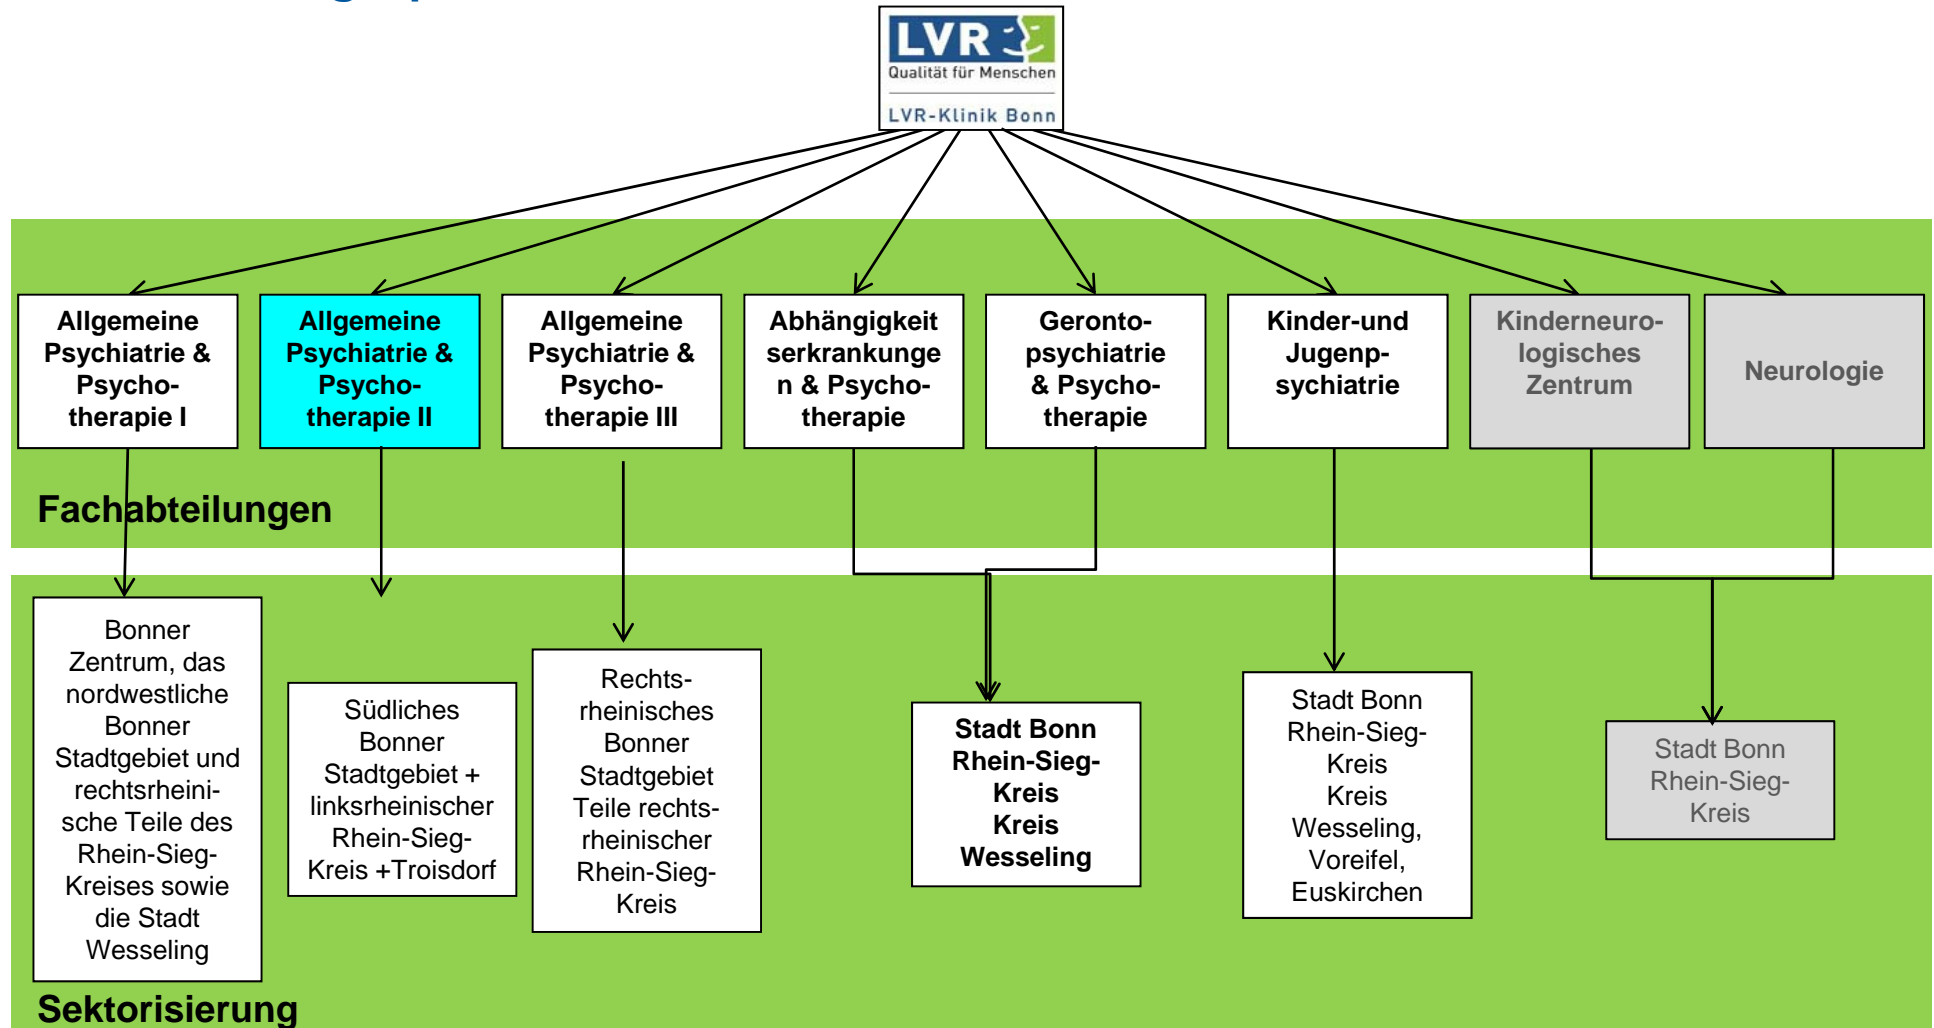 LVR
Qualität für Menschen
LVR-Klinik Bonn
Allgemeine
Psychiatrie &
Psycho-
therapie I
Allgemeine
Psychiatrie &
Psycho-
therapie II
Allgemeine
Psychiatrie &
Psycho-
therapie III
Abhängigkeit
serkrankunge
n & Psycho-
therapie
Geronto-
psychiatrie
& Psycho-
therapie
Kinder-und
Jugenp-
sychiatrie
Kinderneuro-
logisches
Zentrum
Neurologie
Fachabteilungen
Bonner
Zentrum, das
nordwestliche
Bonner
Stadtgebiet und
rechtsrheini-
sche Teile des
Rhein-Sieg-
Kreises sowie
die Stadt
Wesseling
Südliches
Bonner
Stadtgebiet +
linksrheinischer
Rhein-Sieg-
Kreis +Troisdorf
Rechts-
rheinisches
Bonner
Stadtgebiet
Teile rechts-
rheinischer
Rhein-Sieg-
Kreis
Stadt Bonn
Rhein-Sieg-
Kreis
Kreis
Wesseling
Stadt Bonn
Rhein-Sieg-
Kreis
Kreis
Wesseling,
Voreifel,
Euskirchen
Stadt Bonn
Rhein-Sieg-
Kreis
Sektorisierung